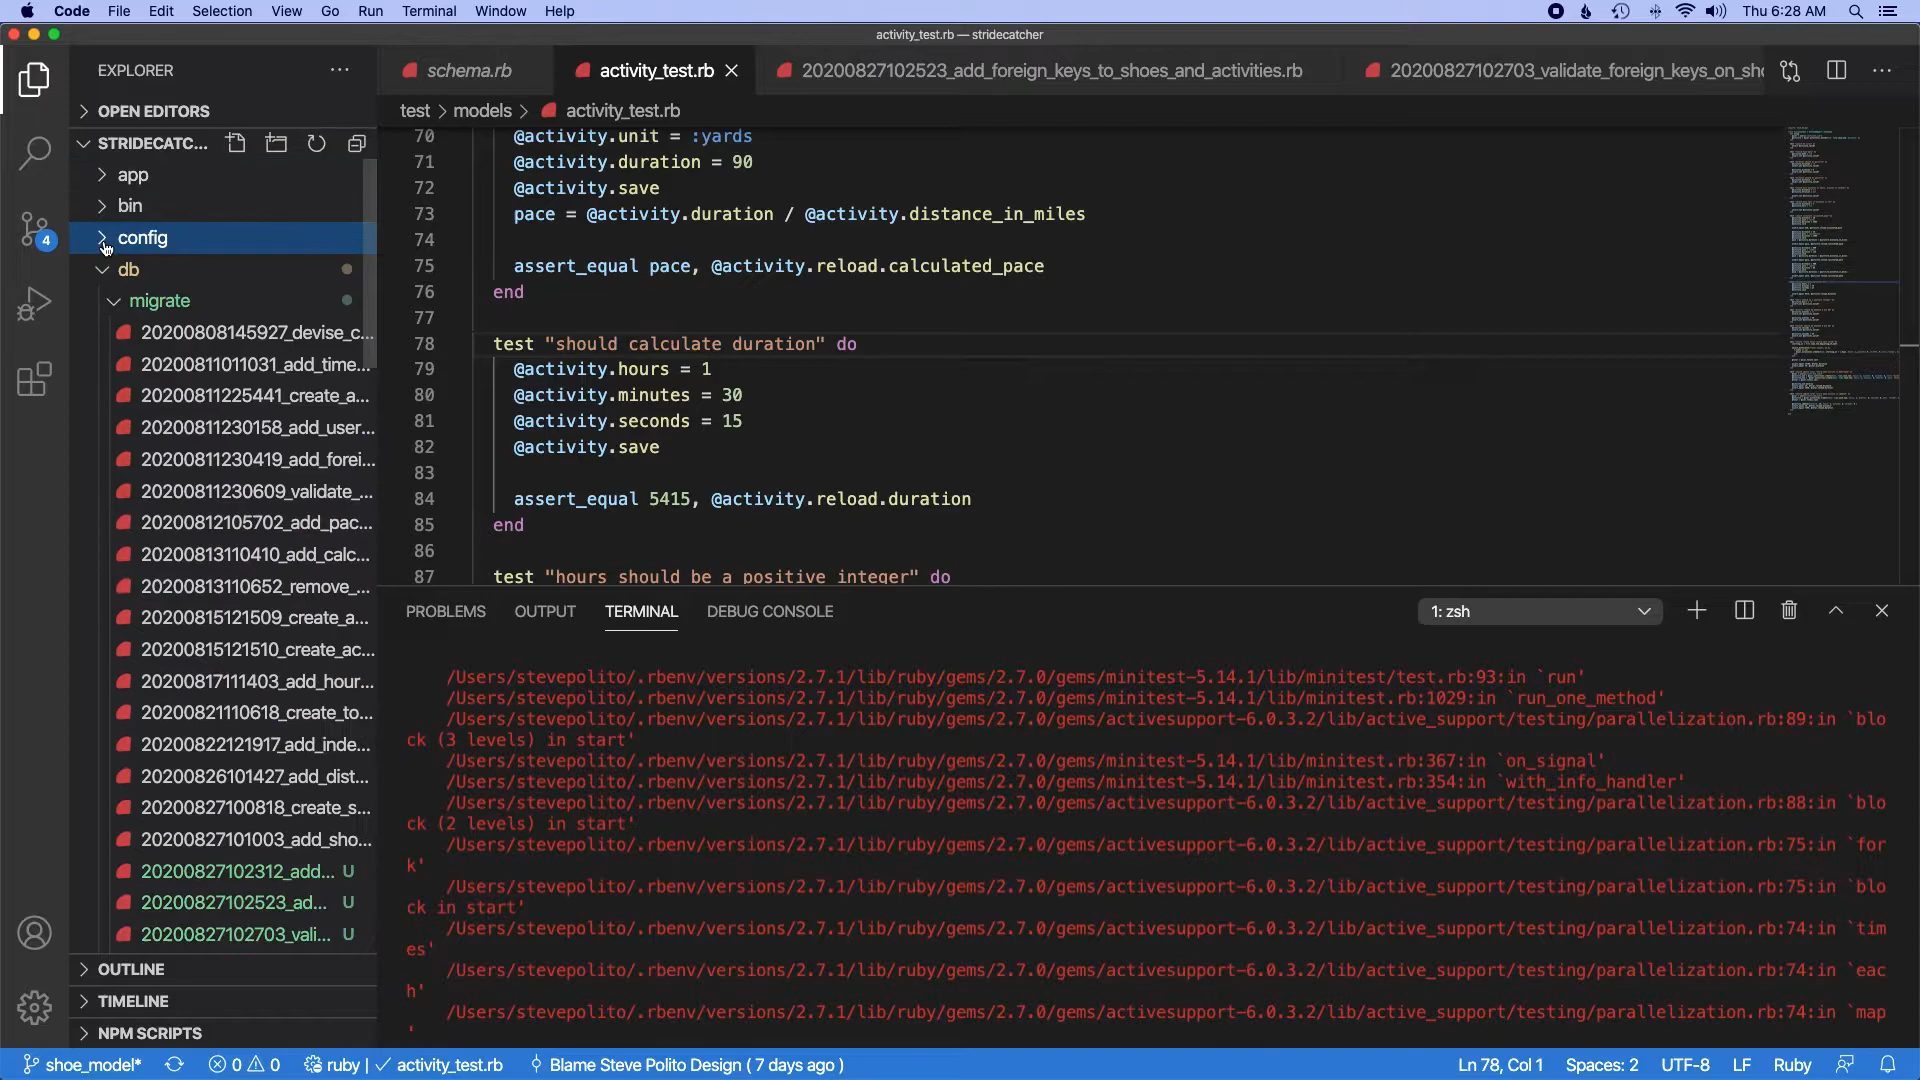 Code File Edit Selection View Go Run Terminal Window Help Thu 6:28 AM
activity_test.rb — stridecatcher
EXPLORER
OPEN EDITORS
STRIDECATC...
app
bin
config
db
migrate
20200808145927_devise_c...
20200811011031_add_time...
20200811225441_create_a...
20200811230158_add_user...
20200811230419_add_forei...
20200811230609_validate_...
20200812105702_add_pac...
20200813110410_add_calc...
20200813110652_remove_...
20200815121509_create_a...
20200815121510_create_ac...
20200817111403_add_hour...
20200821110618_create_to...
20200822121917_add_inde...
20200826101427_add_dist...
20200827100818_create_s...
20200827101003_add_sho...
20200827102312_add... U
20200827102523_ad... U
20200827102703_vali... U
OUTLINE
TIMELINE
NPM SCRIPTS
4
schema.rb activity_test.rb 20200827102523_add_foreign_keys_to_shoes_and_activities.rb 20200827102703_validate_foreign_keys_on_sho
test > models > activity_test.rb
70 @activity.unit = :yards
71 @activity.duration = 90
72 @activity.save
73 pace = @activity.duration / @activity.distance_in_miles
74
75 assert_equal pace, @activity.reload.calculated_pace
76 end
77
78 test "should calculate duration" do
79 @activity.hours = 1
80 @activity.minutes = 30
81 @activity.seconds = 15
82 @activity.save
83
84 assert_equal 5415, @activity.reload.duration
85 end
86
87 test "hours should be a positive integer" do
PROBLEMS OUTPUT TERMINAL DEBUG CONSOLE 1: zsh
/Users/stevepolito/.rbenv/versions/2.7.1/lib/ruby/gems/2.7.0/gems/minitest-5.14.1/lib/minitest/test.rb:93:in `run'
/Users/stevepolito/.rbenv/versions/2.7.1/lib/ruby/gems/2.7.0/gems/minitest-5.14.1/lib/minitest.rb:1029:in `run_one_method'
/Users/stevepolito/.rbenv/versions/2.7.1/lib/ruby/gems/2.7.0/gems/activesupport-6.0.3.2/lib/active_support/testing/parallelization.rb:89:in `blo
ck (3 levels) in start'
/Users/stevepolito/.rbenv/versions/2.7.1/lib/ruby/gems/2.7.0/gems/minitest-5.14.1/lib/minitest.rb:367:in `on_signal'
/Users/stevepolito/.rbenv/versions/2.7.1/lib/ruby/gems/2.7.0/gems/minitest-5.14.1/lib/minitest.rb:354:in `with_info_handler'
/Users/stevepolito/.rbenv/versions/2.7.1/lib/ruby/gems/2.7.0/gems/activesupport-6.0.3.2/lib/active_support/testing/parallelization.rb:88:in `blo
ck (2 levels) in start'
/Users/stevepolito/.rbenv/versions/2.7.1/lib/ruby/gems/2.7.0/gems/activesupport-6.0.3.2/lib/active_support/testing/parallelization.rb:75:in `for
k'
/Users/stevepolito/.rbenv/versions/2.7.1/lib/ruby/gems/2.7.0/gems/activesupport-6.0.3.2/lib/active_support/testing/parallelization.rb:75:in `blo
ck in start'
/Users/stevepolito/.rbenv/versions/2.7.1/lib/ruby/gems/2.7.0/gems/activesupport-6.0.3.2/lib/active_support/testing/parallelization.rb:74:in `tim
es'
/Users/stevepolito/.rbenv/versions/2.7.1/lib/ruby/gems/2.7.0/gems/activesupport-6.0.3.2/lib/active_support/testing/parallelization.rb:74:in `eac
h'
/Users/stevepolito/.rbenv/versions/2.7.1/lib/ruby/gems/2.7.0/gems/activesupport-6.0.3.2/lib/active_support/testing/parallelization.rb:74:in `map
'
shoe_model* 0 0 ruby | ✓ activity_test.rb Blame Steve Polito Design ( 7 days ago ) Ln 78, Col 1 Spaces: 2 UTF-8 LF Ruby